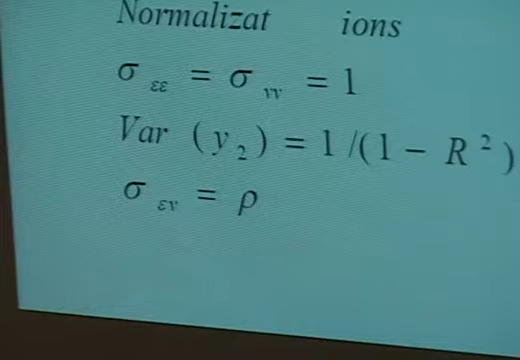 Normalizat ions
σ εε = σ vv = 1
Var ( y 2 ) = 1 /(1 − R 2 )
σ εv = ρ